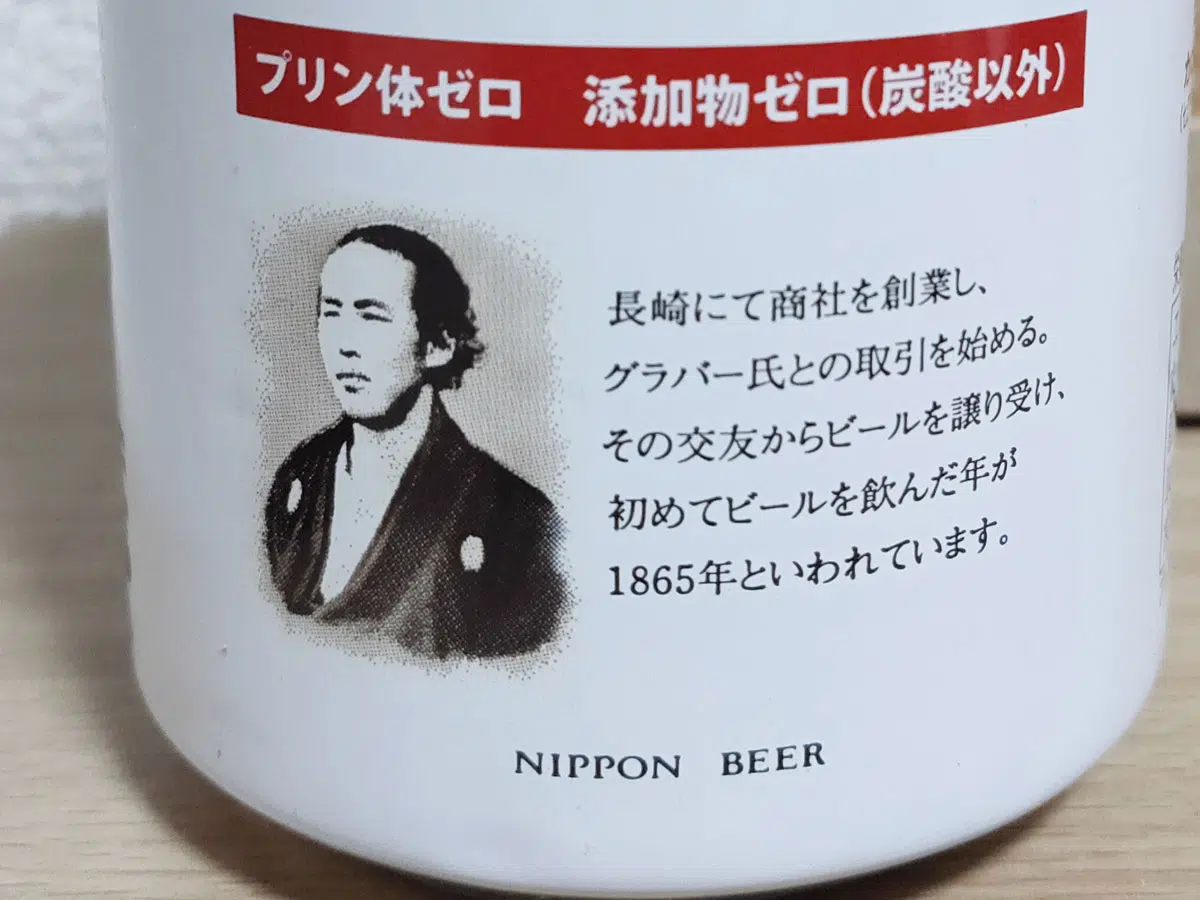 プリン体ゼロ　添加物ゼロ(炭酸以外)
長崎にて商社を創業し、
グラバー氏との取引を始める。
その交友からビールを譲り受け、
初めてビールを飲んだ年が
1865年といわれています。
NIPPON BEER